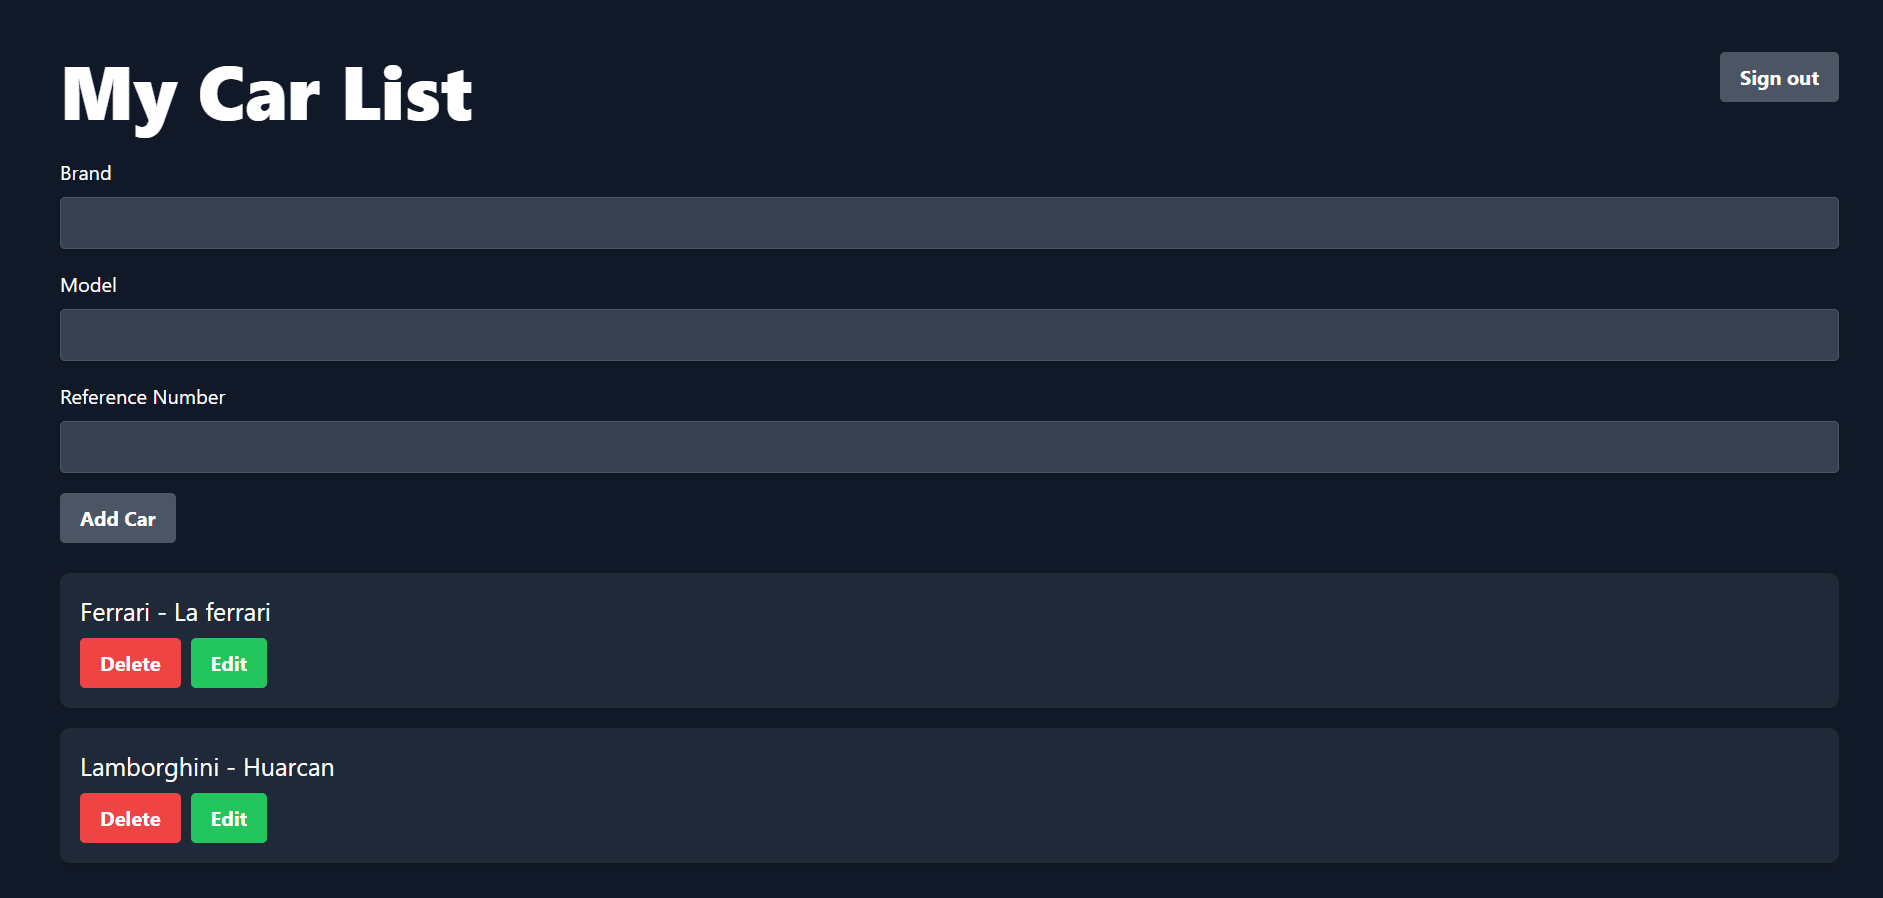 My Car List
Sign out
Brand
Model
Reference Number
Add Car
Ferrari - La ferrari
Delete Edit
Lamborghini - Huarcan
Delete Edit